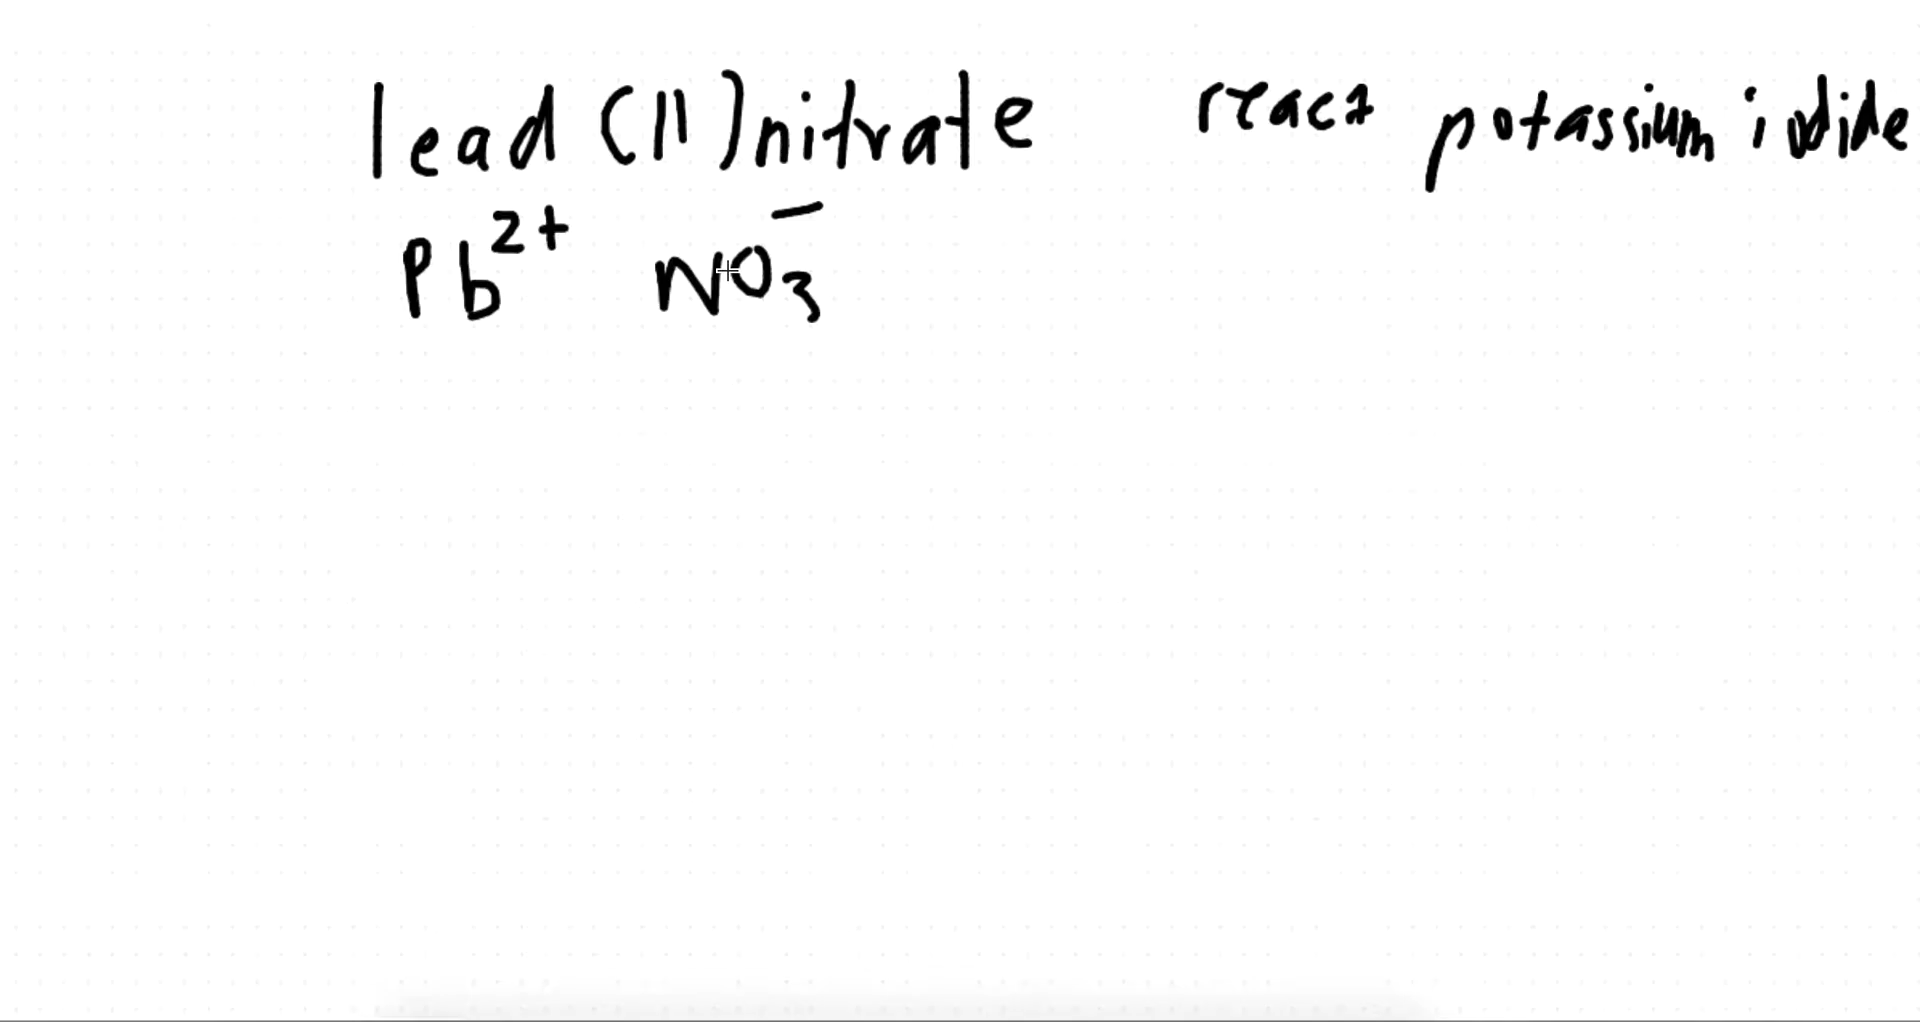 lead (II) nitrate react potassium iodide
Pb²⁺ NO₃⁻